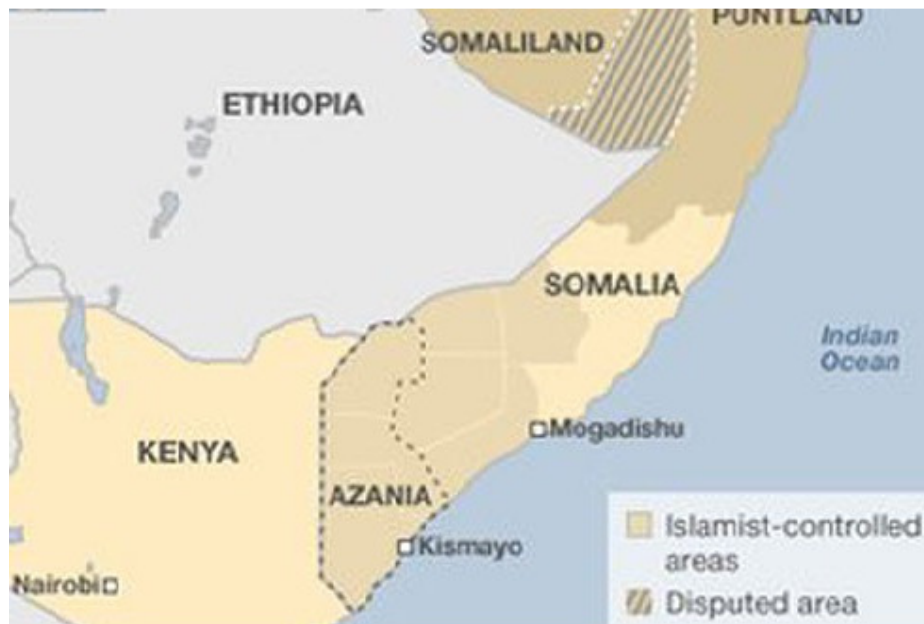 PUNTLAND
SOMALILAND
ETHIOPIA
SOMALIA
Indian
Ocean
Mogadishu
KENYA
AZANIA
Kismayo
Nairobi
Islamist-controlled
areas
Disputed area